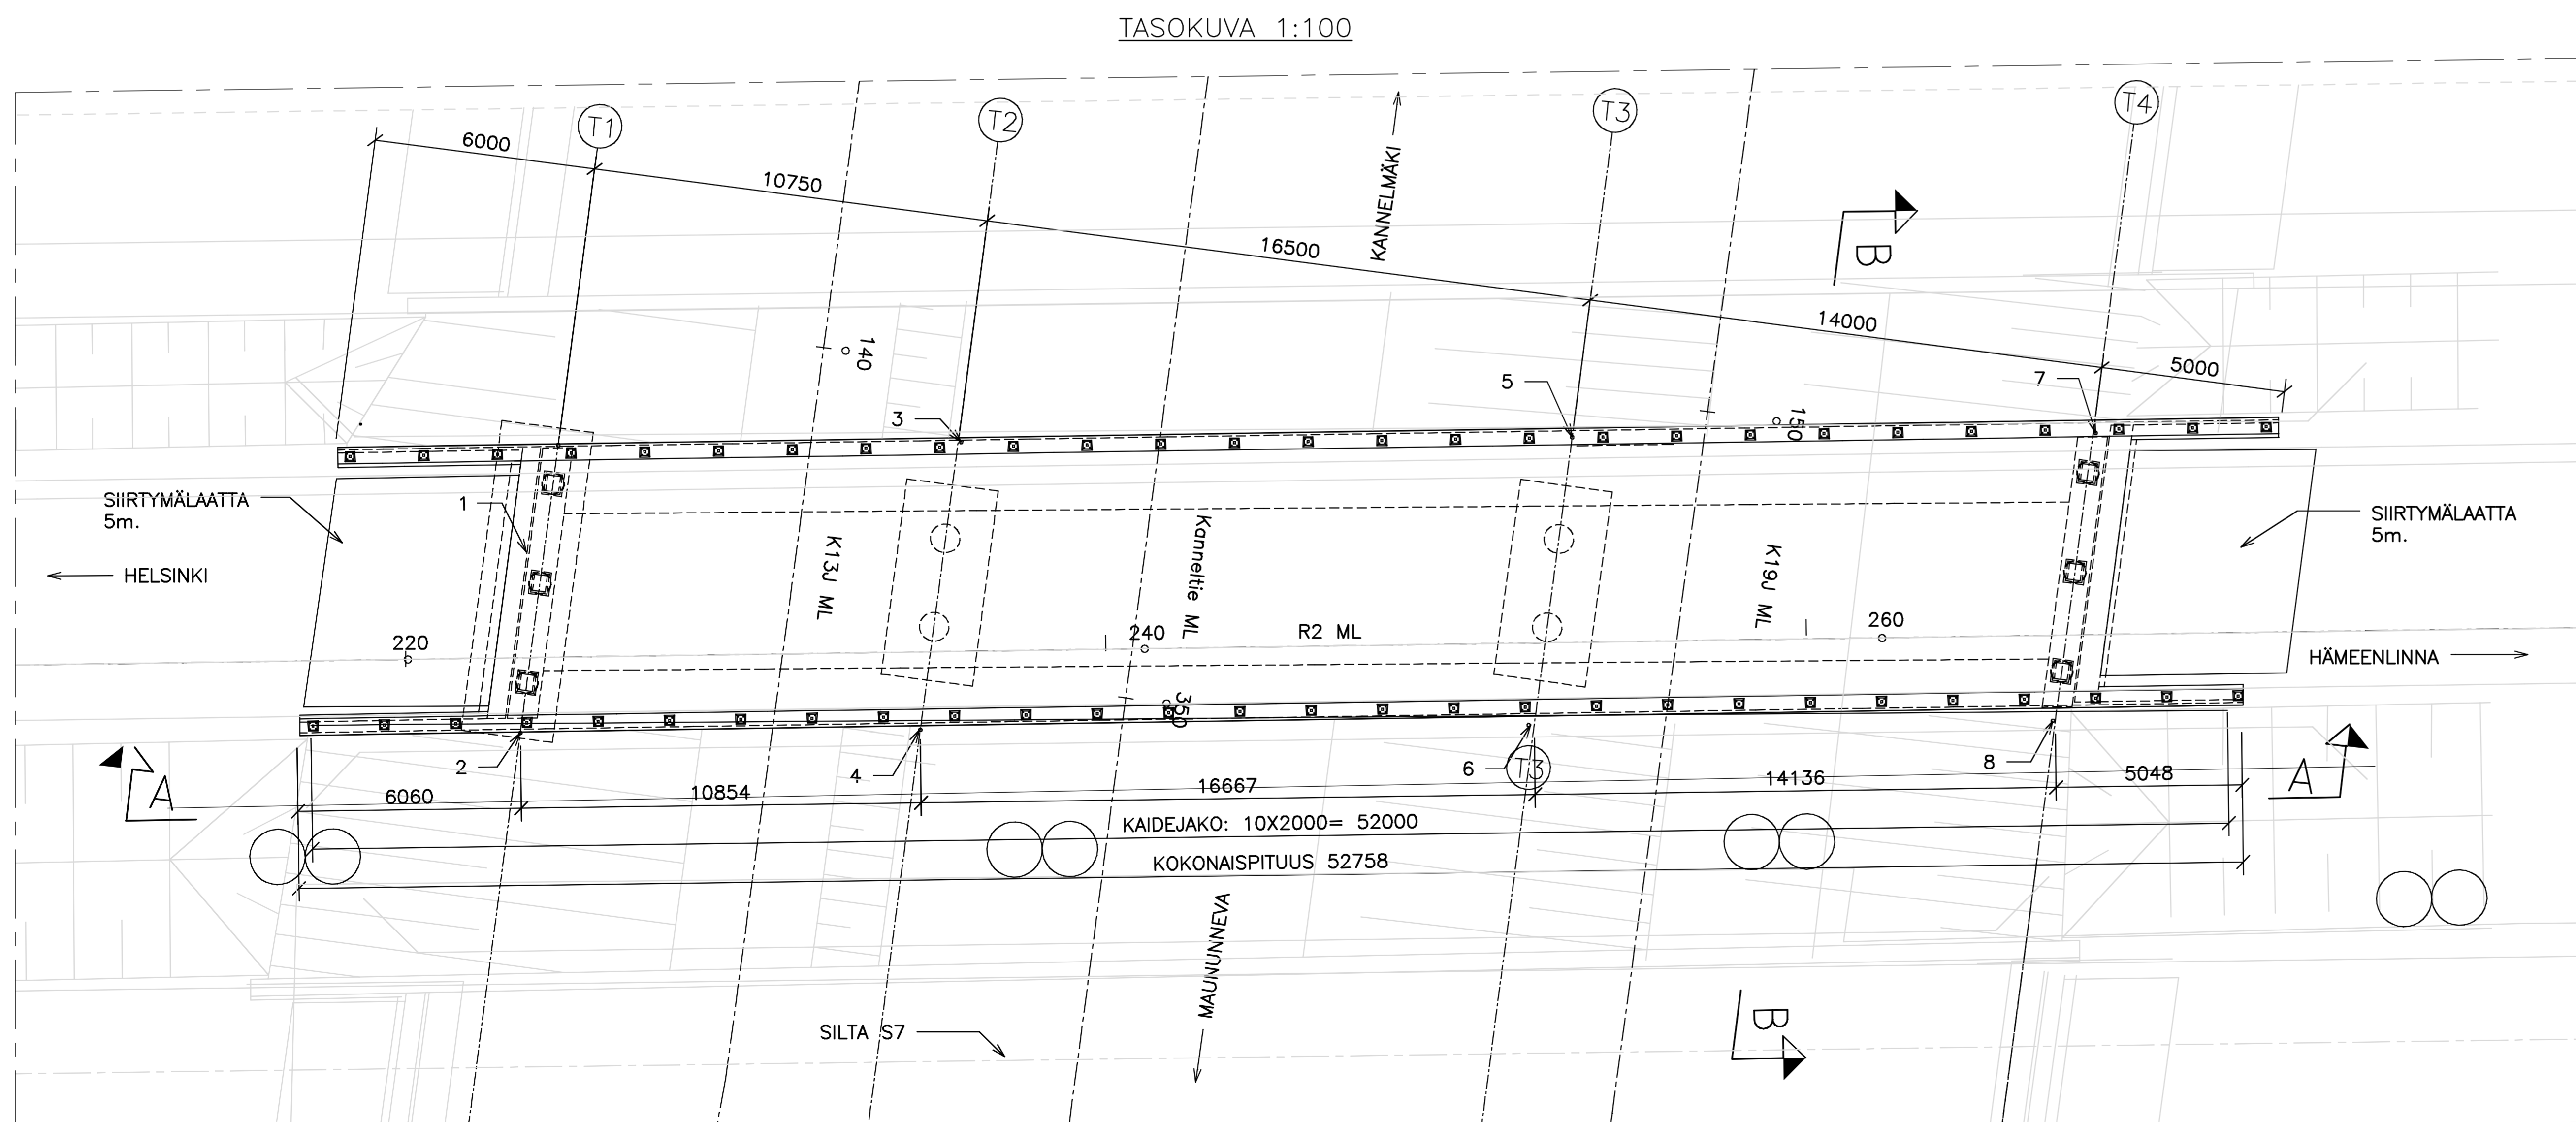 TASOKUVA 1:100
T1
T2
T3
T4
6000
10750
16500
14000
5000
KANNELMÄKI
B
140
150
3
5
7
1
SIIRTYMÄLAATTA
5m.
SIIRTYMÄLAATTA
5m.
HELSINKI
K13J ML
Kanneltie ML
K19J ML
220
240
R2 ML
260
HÄMEENLINNA
350
2
4
6
T3
8
A
A
6060
10854
16667
14136
5048
KAIDEJAKO: 10X2000= 52000
KOKONAISPITUUS 52758
MAUNUNNEVA
SILTA S7
B